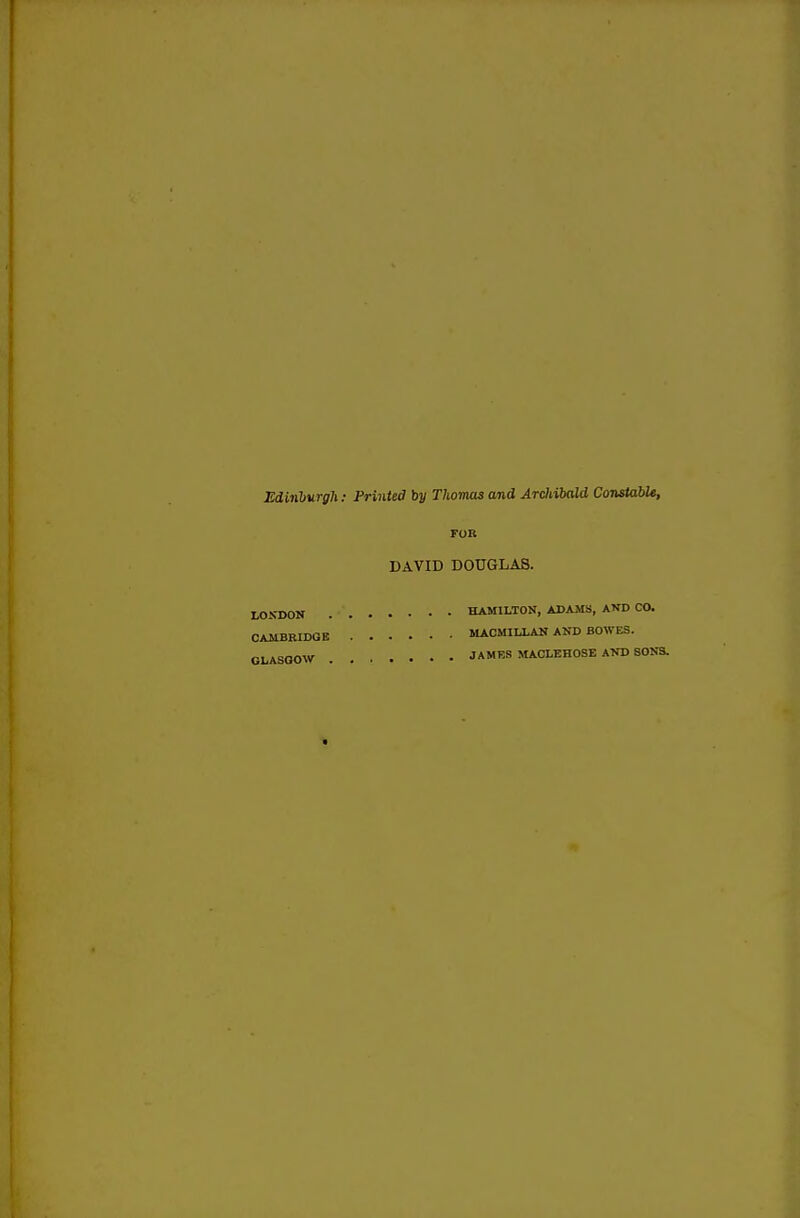 Edinburgh: Printed by Thomas and Archibald Constable,
FOR
DAVID DOUGLAS.
LONDON . . . . . . . HAMILTON, ADAMS, AND CO.
CAMBRIDGE . . . . . . MACMILLAN AND BOWES.
GLASGOW . . . . . . . JAMES MACLEHOSE AND SONS.